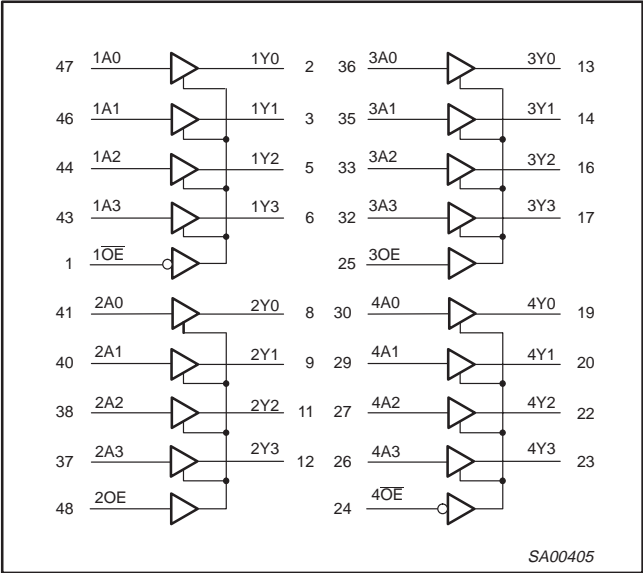 47 1A0 1Y0 2 36 3A0 3Y0 13
46 1A1 1Y1 3 35 3A1 3Y1 14
44 1A2 1Y2 5 33 3A2 3Y2 16
43 1A3 1Y3 6 32 3A3 3Y3 17
1 1O̅E̅ 25 3OE
41 2A0 2Y0 8 30 4A0 4Y0 19
40 2A1 2Y1 9 29 4A1 4Y1 20
38 2A2 2Y2 11 27 4A2 4Y2 22
37 2A3 2Y3 12 26 4A3 4Y3 23
48 2OE 24 4O̅E̅
SA00405